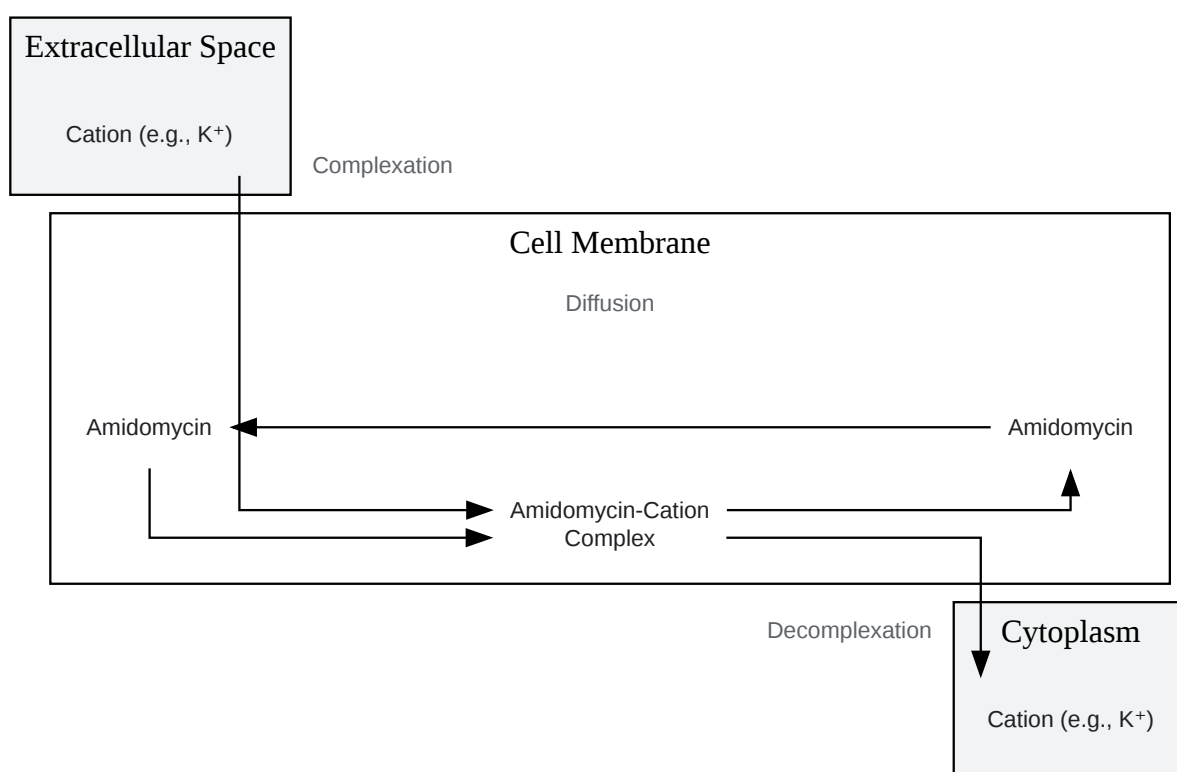 Extracellular Space
Cation (e.g., K⁺)
Complexation
Cell Membrane
Diffusion
Amidomycin
Amidomycin
Amidomycin-Cation
Complex
Decomplexation
Cytoplasm
Cation (e.g., K⁺)